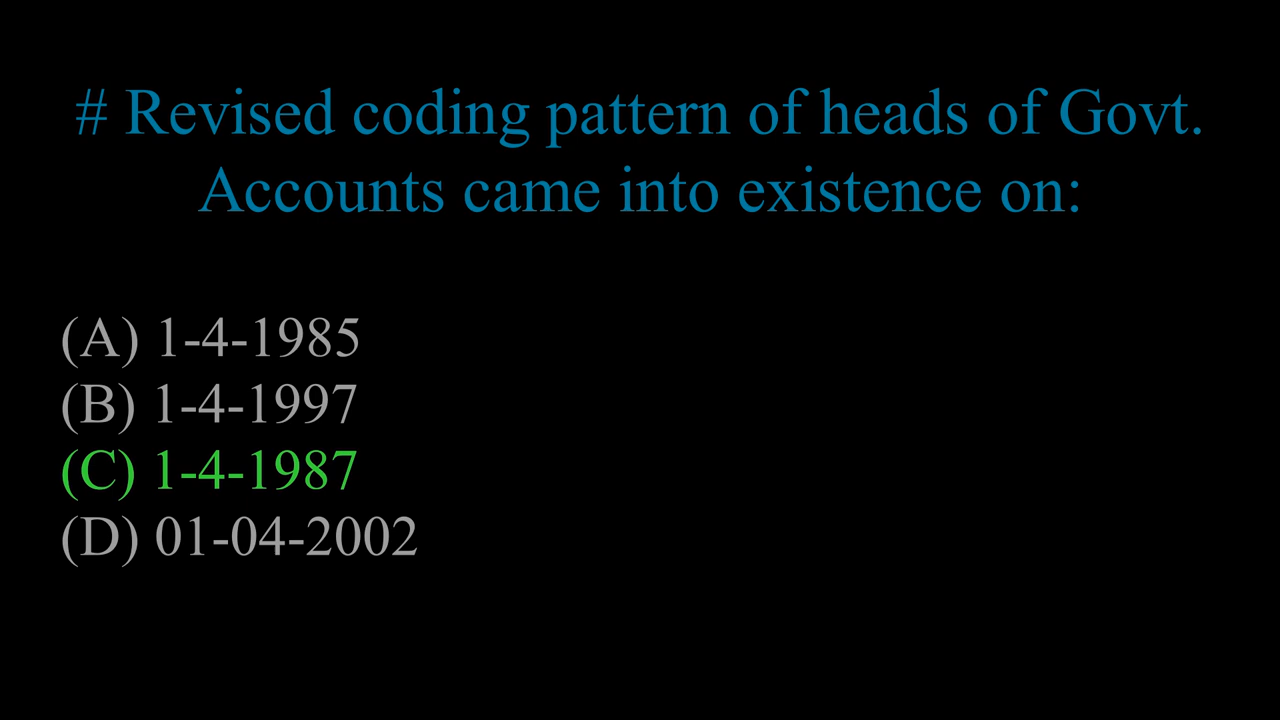 # Revised coding pattern of heads of Govt.
Accounts came into existence on:
(A) 1-4-1985
(B) 1-4-1997
(C) 1-4-1987
(D) 01-04-2002